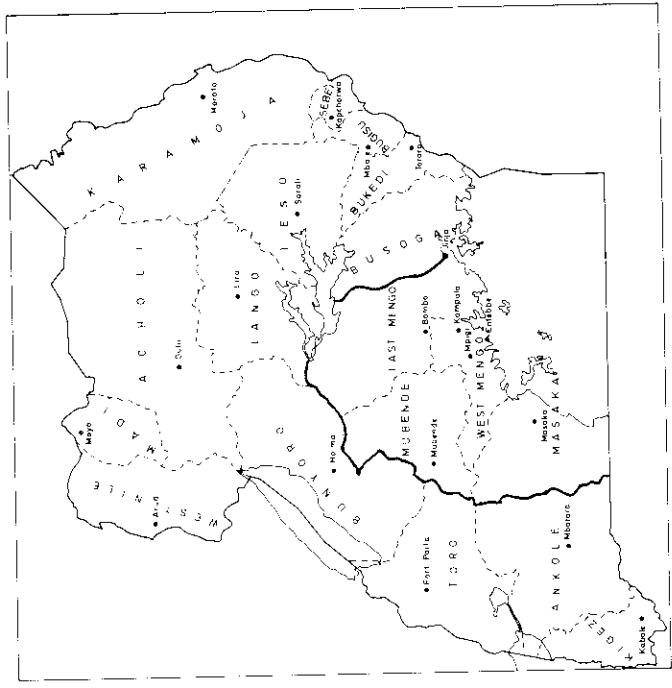 KARAMOJA
Moroto
ACHOLI
Gulu
MADI
Moyo
WEST NILE
Arua
SEBEI
Kapchorwa
BUGISU
Mbale
BUKEDI
Tororo
TESO
Soroti
LANGO
Lira
BUSOGA
Jinja
BUNYORO
Hoima
EAST MENGO
Bombo
MUBENDE
Mubende
WEST MENGO
Kampala
Mpigi
Entebbe
MASAKA
Masaka
TORO
Fort Portal
ANKOLE
Mbarara
KIGEZI
Kabale